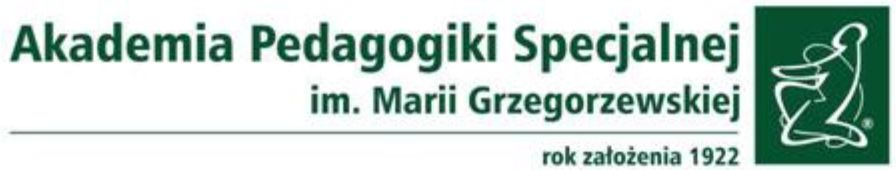 Akademia Pedagogiki Specjalnej
im. Marii Grzegorzewskiej
rok założenia 1922
®